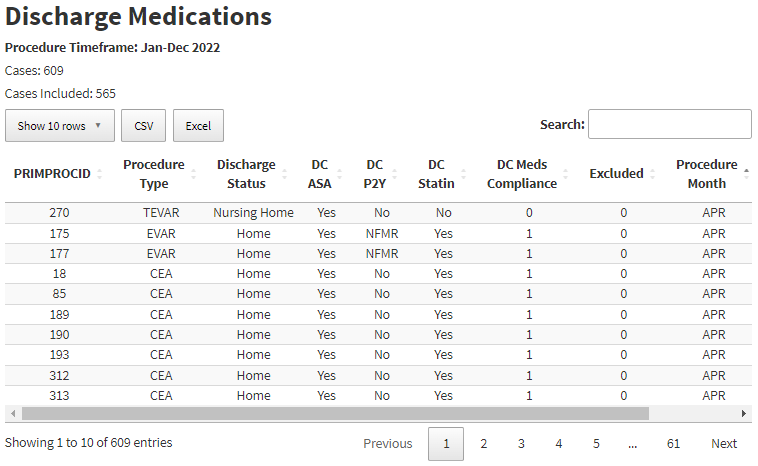 Discharge Medications
Procedure Timeframe: Jan-Dec 2022
Cases: 609
Cases Included: 565
Show 10 rows CSV Excel Search:
PRIMPROCID Procedure Type Discharge Status DC ASA DC P2Y DC Statin DC Meds Compliance Excluded Procedure Month
270 TEVAR Nursing Home Yes No No 0 0 APR
175 EVAR Home Yes NFMR Yes 1 0 APR
177 EVAR Home Yes NFMR Yes 1 0 APR
18 CEA Home Yes No Yes 1 0 APR
85 CEA Home Yes No Yes 1 0 APR
189 CEA Home Yes No Yes 1 0 APR
190 CEA Home Yes No Yes 1 0 APR
193 CEA Home Yes No Yes 1 0 APR
312 CEA Home Yes No Yes 1 0 APR
313 CEA Home Yes No Yes 1 0 APR
Showing 1 to 10 of 609 entries Previous 1 2 3 4 5 ... 61 Next